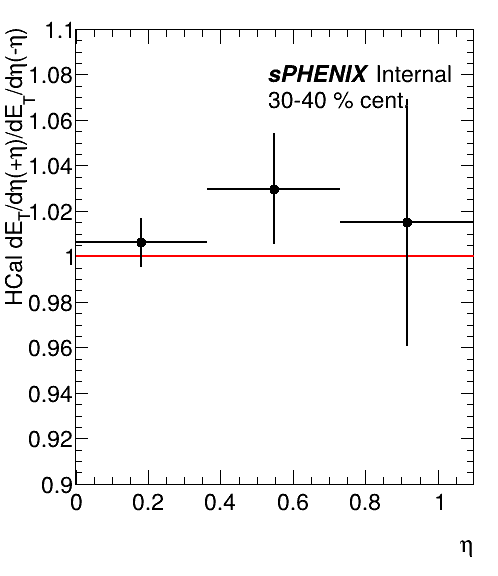 HCal dE_T/dη(+η)/dE_T/dη(-η)
sPHENIX Internal
30-40 % cent.
1.1
1.08
1.06
1.04
1.02
1
0.98
0.96
0.94
0.92
0.9
0 0.2 0.4 0.6 0.8 1
η